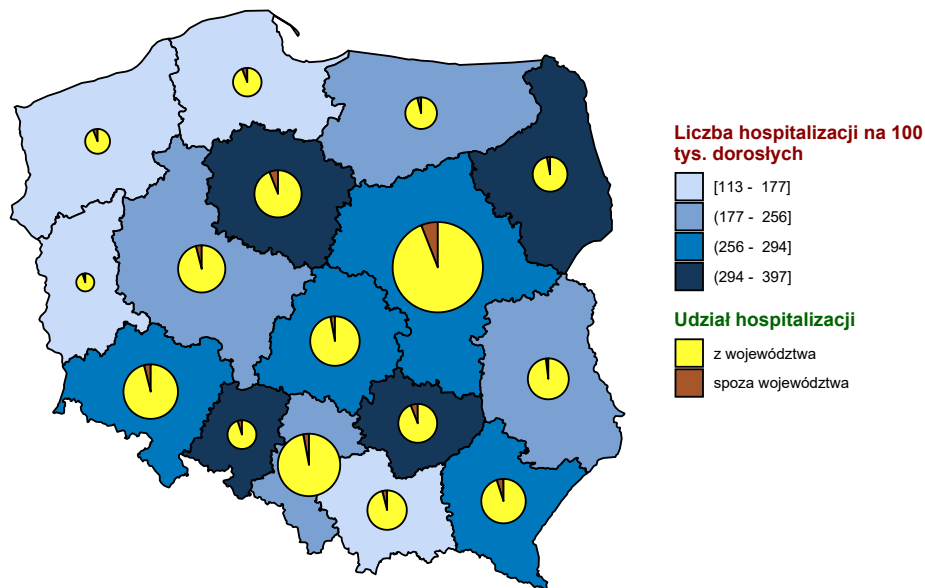 Liczba hospitalizacji na 100
tys. dorosłych
[113 - 177]
(177 - 256]
(256 - 294]
(294 - 397]
Udział hospitalizacji
z województwa
spoza województwa